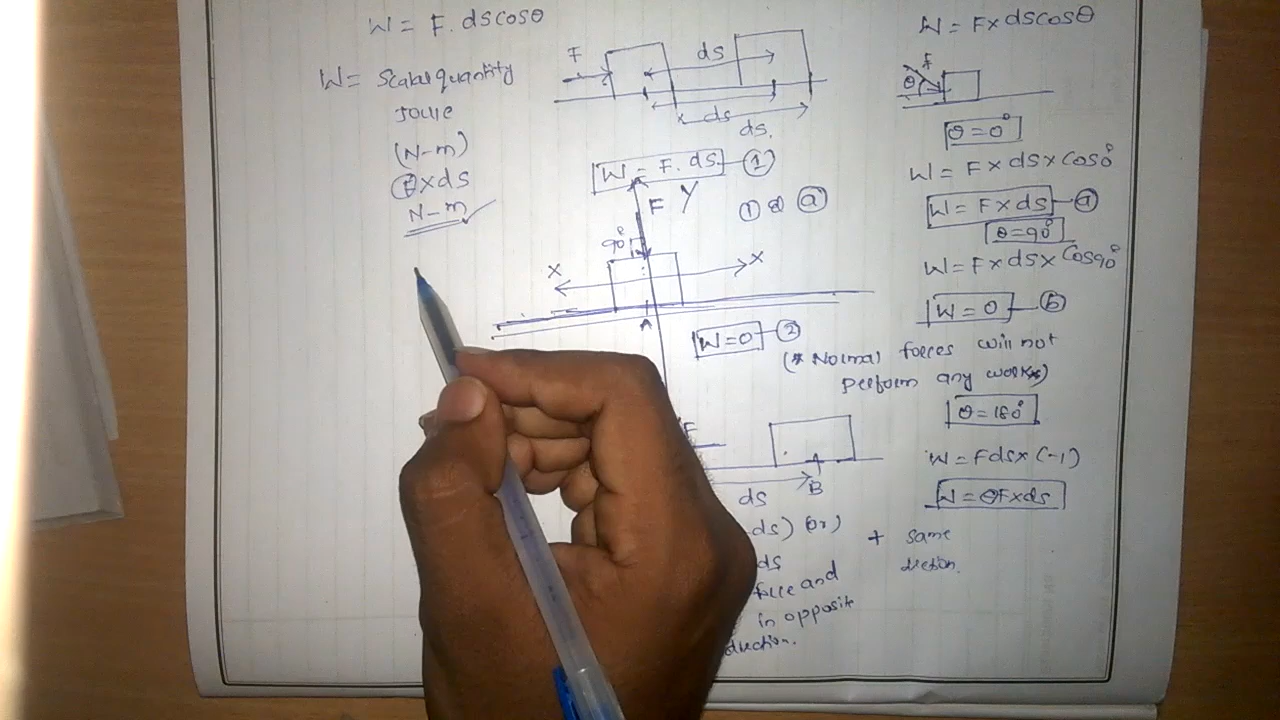 W = F. dscosθ
W = scalar quantity
Joule
(N-m)
F×ds
N-m
F
ds
ds
ds.
W = F. ds ①
F Y
① & ⓐ
90°
X
X
A
W=0 ②
F
ds
B
ds) (or)
ds
force and
in opposite
direction.
+ same
direction.
W = F× dscosθ
F
θ
θ = 0°
W = F×ds×cos0°
W = F×ds ⓐ
θ=90°
W = F×ds× cos90°
W = 0 ⓑ
(* Normal forces will not
perform any work*)
θ = 180°
W = Fds×(-1)
W = ⊖F×ds